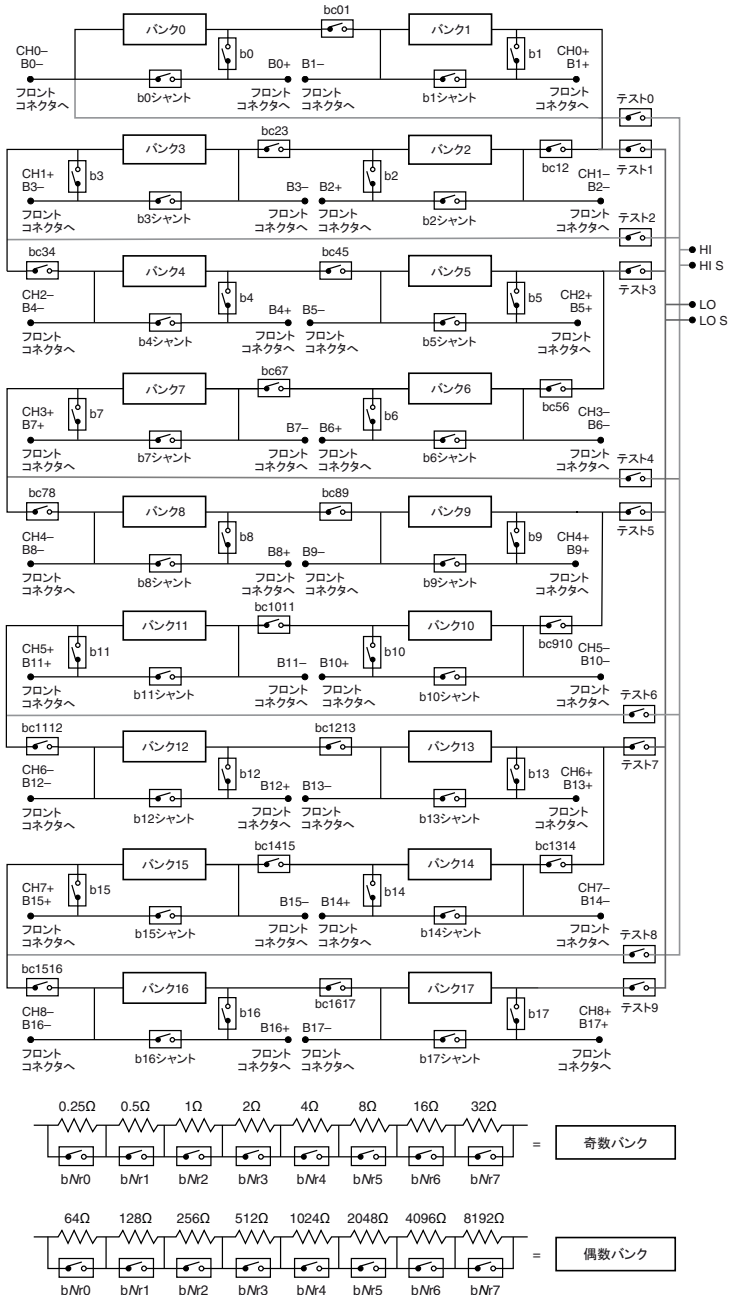 bc01
バンク0
バンク1
CH0−
B0−
b0
B0+
B1−
b1
CH0+
B1+
フロント
コネクタへ
b0シャント
フロント
コネクタへ
フロント
コネクタへ
b1シャント
フロント
コネクタへ
テスト0
bc23
バンク3
バンク2
bc12
テスト1
CH1+
B3−
b3
B3−
B2+
b2
CH1−
B2−
フロント
コネクタへ
b3シャント
フロント
コネクタへ
フロント
コネクタへ
b2シャント
フロント
コネクタへ
テスト2
HI
HI S
bc34
バンク4
bc45
バンク5
テスト3
CH2−
B4−
b4
B4+
B5−
b5
CH2+
B5+
LO
LO S
フロント
コネクタへ
b4シャント
フロント
コネクタへ
フロント
コネクタへ
b5シャント
フロント
コネクタへ
bc67
バンク7
バンク6
bc56
CH3+
B7+
b7
B7−
B6+
b6
CH3−
B6−
フロント
コネクタへ
b7シャント
フロント
コネクタへ
フロント
コネクタへ
b6シャント
フロント
コネクタへ
テスト4
bc78
バンク8
bc89
バンク9
テスト5
CH4−
B8−
b8
B8+
B9−
b9
CH4+
B9+
フロント
コネクタへ
b8シャント
フロント
コネクタへ
フロント
コネクタへ
b9シャント
フロント
コネクタへ
bc1011
バンク11
バンク10
bc910
CH5+
B11+
b11
B11−
B10+
b10
CH5−
B10−
フロント
コネクタへ
b11シャント
フロント
コネクタへ
フロント
コネクタへ
b10シャント
フロント
コネクタへ
テスト6
bc1112
バンク12
bc1213
バンク13
テスト7
CH6−
B12−
b12
B12+
B13−
b13
CH6+
B13+
フロント
コネクタへ
b12シャント
フロント
コネクタへ
フロント
コネクタへ
b13シャント
フロント
コネクタへ
bc1415
バンク15
バンク14
bc1314
CH7+
B15+
b15
B15−
B14+
b14
CH7−
B14−
フロント
コネクタへ
b15シャント
フロント
コネクタへ
フロント
コネクタへ
b14シャント
フロント
コネクタへ
テスト8
bc1516
バンク16
bc1617
バンク17
テスト9
CH8−
B16−
b16
B16+
B17−
b17
CH8+
B17+
フロント
コネクタへ
b16シャント
フロント
コネクタへ
フロント
コネクタへ
b17シャント
フロント
コネクタへ
0.25Ω 0.5Ω 1Ω 2Ω 4Ω 8Ω 16Ω 32Ω
= 奇数バンク
bNr0 bNr1 bNr2 bNr3 bNr4 bNr5 bNr6 bNr7
64Ω 128Ω 256Ω 512Ω 1024Ω 2048Ω 4096Ω 8192Ω
= 偶数バンク
bNr0 bNr1 bNr2 bNr3 bNr4 bNr5 bNr6 bNr7